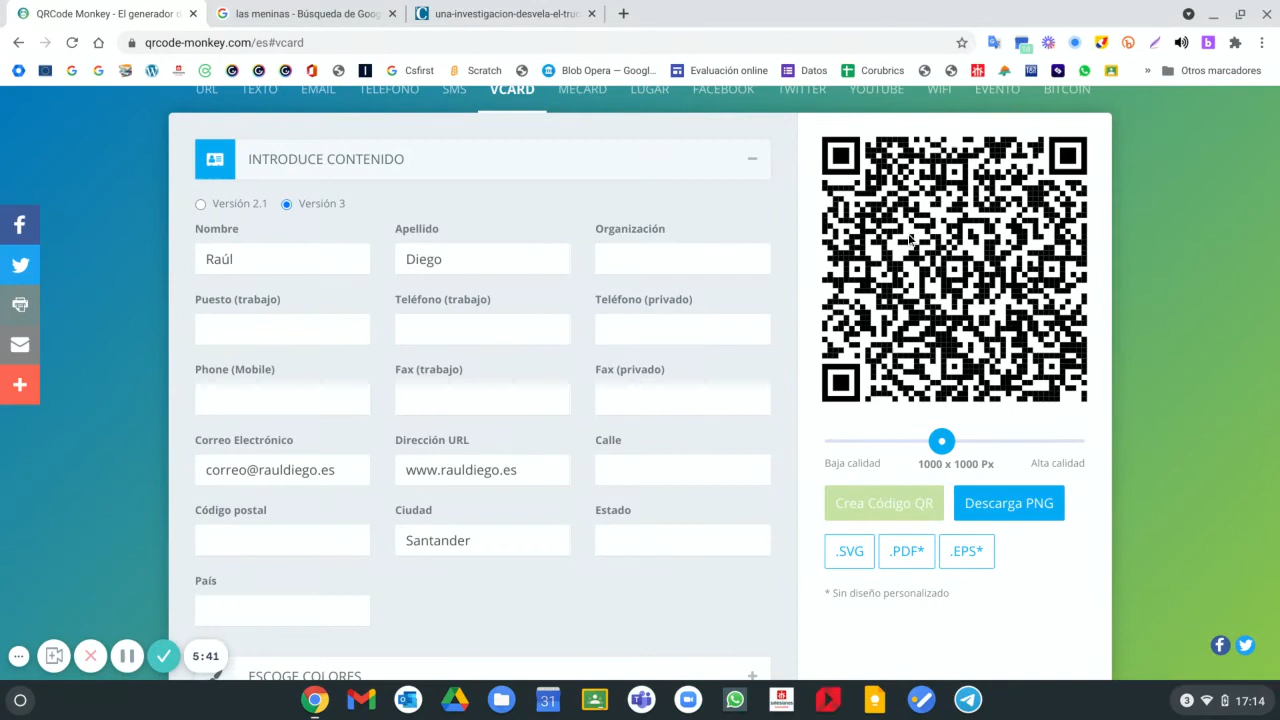 QRCode Monkey - El generador d
las meninas - Búsqueda de Goog
una-investigacion-desvela-el-truc
qrcode-monkey.com/es#vcard
Csfirst
Scratch
Blob Opera — Googl...
Evaluación online
Datos
Corubrics
»
Otros marcadores
URL
TEXTO
EMAIL
TELÉFONO
SMS
VCARD
MECARD
LUGAR
FACEBOOK
TWITTER
YOUTUBE
WIFI
EVENTO
BITCOIN
INTRODUCE CONTENIDO
Versión 2.1
Versión 3
Nombre
Apellido
Organización
Raúl
Diego
Puesto (trabajo)
Teléfono (trabajo)
Teléfono (privado)
Phone (Mobile)
Fax (trabajo)
Fax (privado)
Correo Electrónico
Dirección URL
Calle
correo@rauldiego.es
www.rauldiego.es
Código postal
Ciudad
Estado
Santander
País
ESCOGE COLORES
Baja calidad
1000 x 1000 Px
Alta calidad
Crea Código QR
Descarga PNG
.SVG
.PDF*
.EPS*
* Sin diseño personalizado
5:41
31
3
17:14